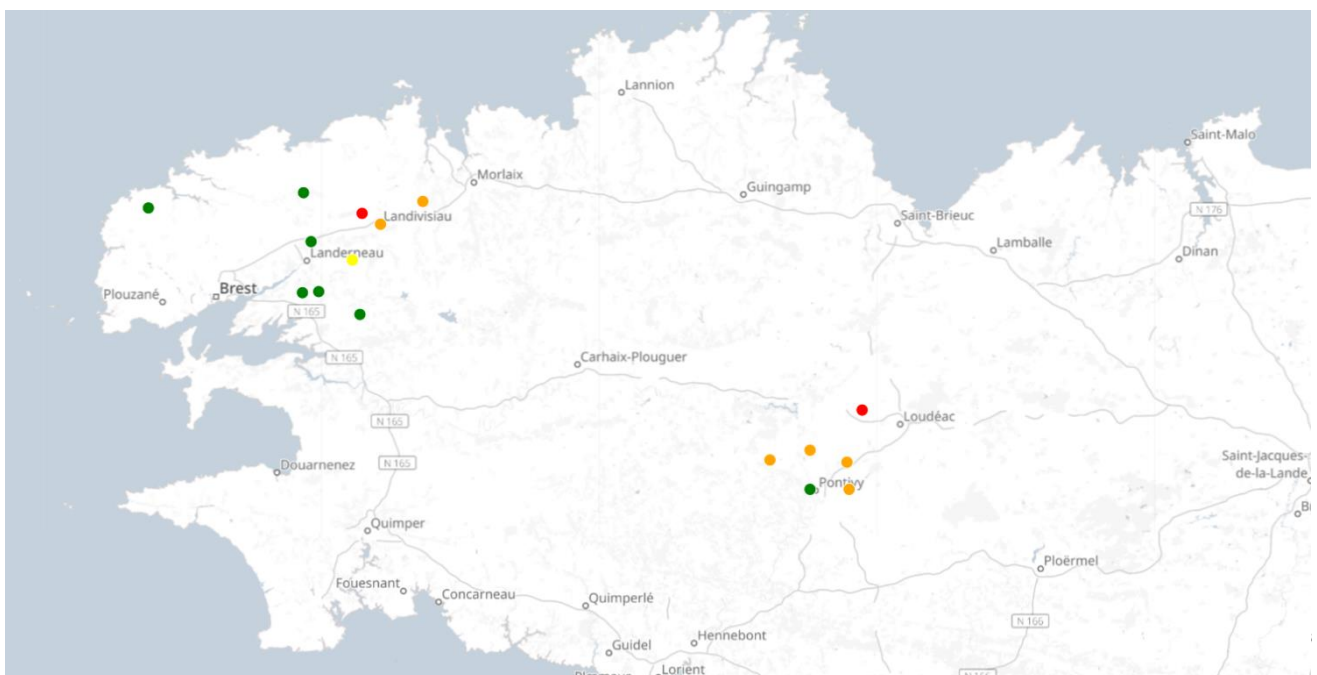 Lannion
Saint-Malo
Morlaix
Guingamp
N 176
Landivisiau
Saint-Brieuc
Lamballe
Dinan
Landerneau
Brest
Plouzané
N 165
N 165
Carhaix-Plouguer
Loudéac
N 165
Saint-Jacques-
de-la-Lande
N 165
Douarnenez
Pontivy
Quimper
Ploërmel
Fouesnant
Concarneau
Quimperlé
N 166
Hennebont
Guidel
Lorient